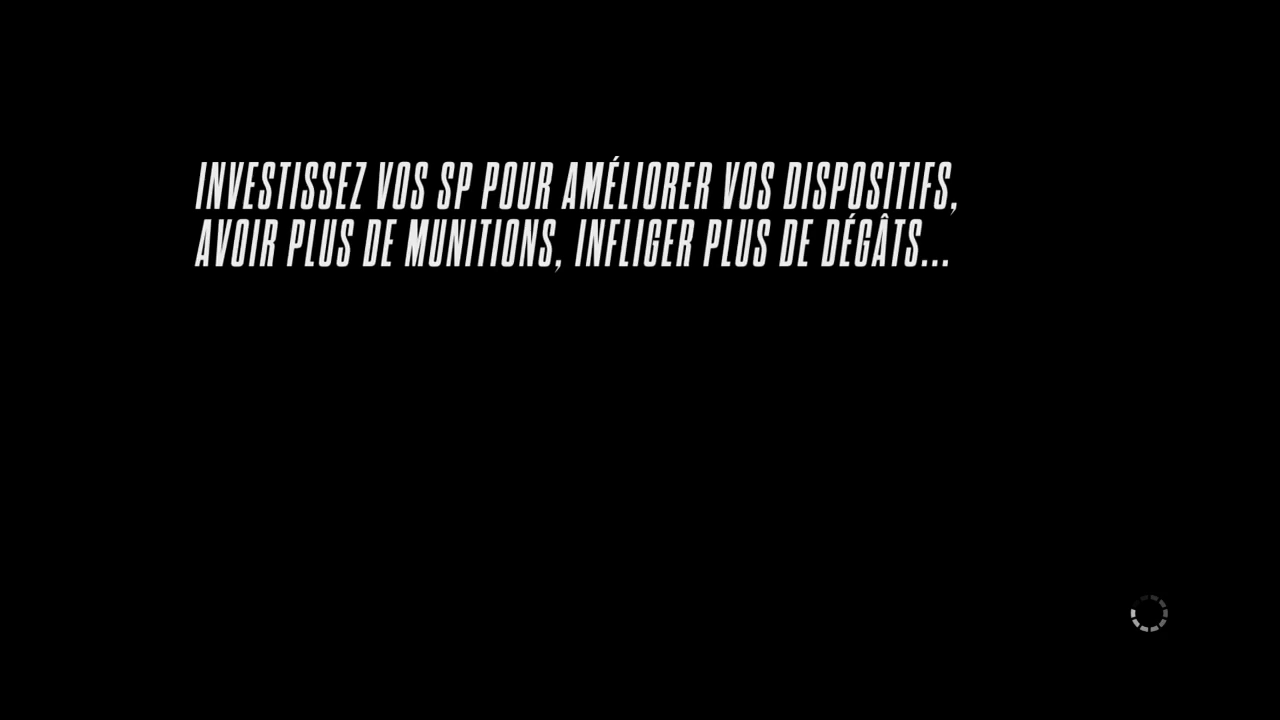 INVESTISSEZ VOS SP POUR AMÉLIORER VOS DISPOSITIFS,
AVOIR PLUS DE MUNITIONS, INFLIGER PLUS DE DÉGÂTS...